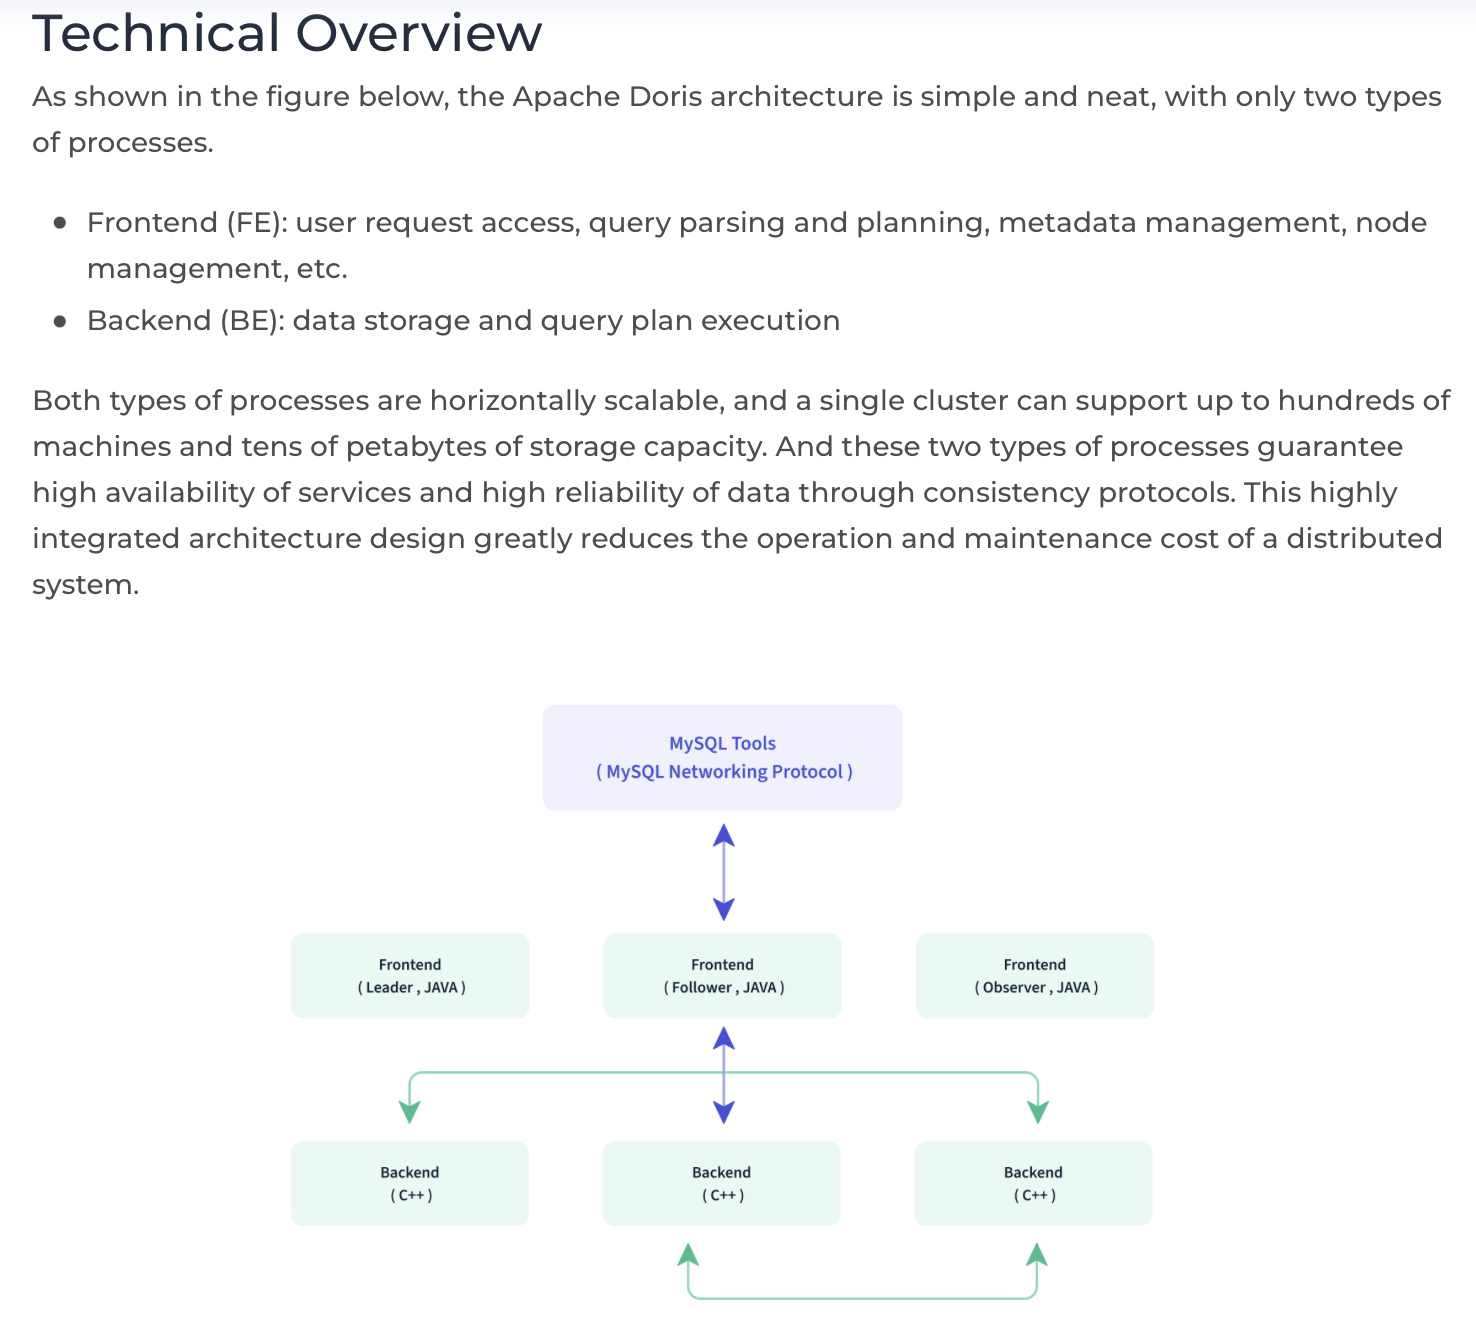 Technical Overview
As shown in the figure below, the Apache Doris architecture is simple and neat, with only two types
of processes.
● Frontend (FE): user request access, query parsing and planning, metadata management, node
management, etc.
● Backend (BE): data storage and query plan execution
Both types of processes are horizontally scalable, and a single cluster can support up to hundreds of
machines and tens of petabytes of storage capacity. And these two types of processes guarantee
high availability of services and high reliability of data through consistency protocols. This highly
integrated architecture design greatly reduces the operation and maintenance cost of a distributed
system.
MySQL Tools
( MySQL Networking Protocol )
Frontend
( Leader , JAVA )
Frontend
( Follower , JAVA )
Frontend
( Observer , JAVA )
Backend
( C++ )
Backend
( C++ )
Backend
( C++ )